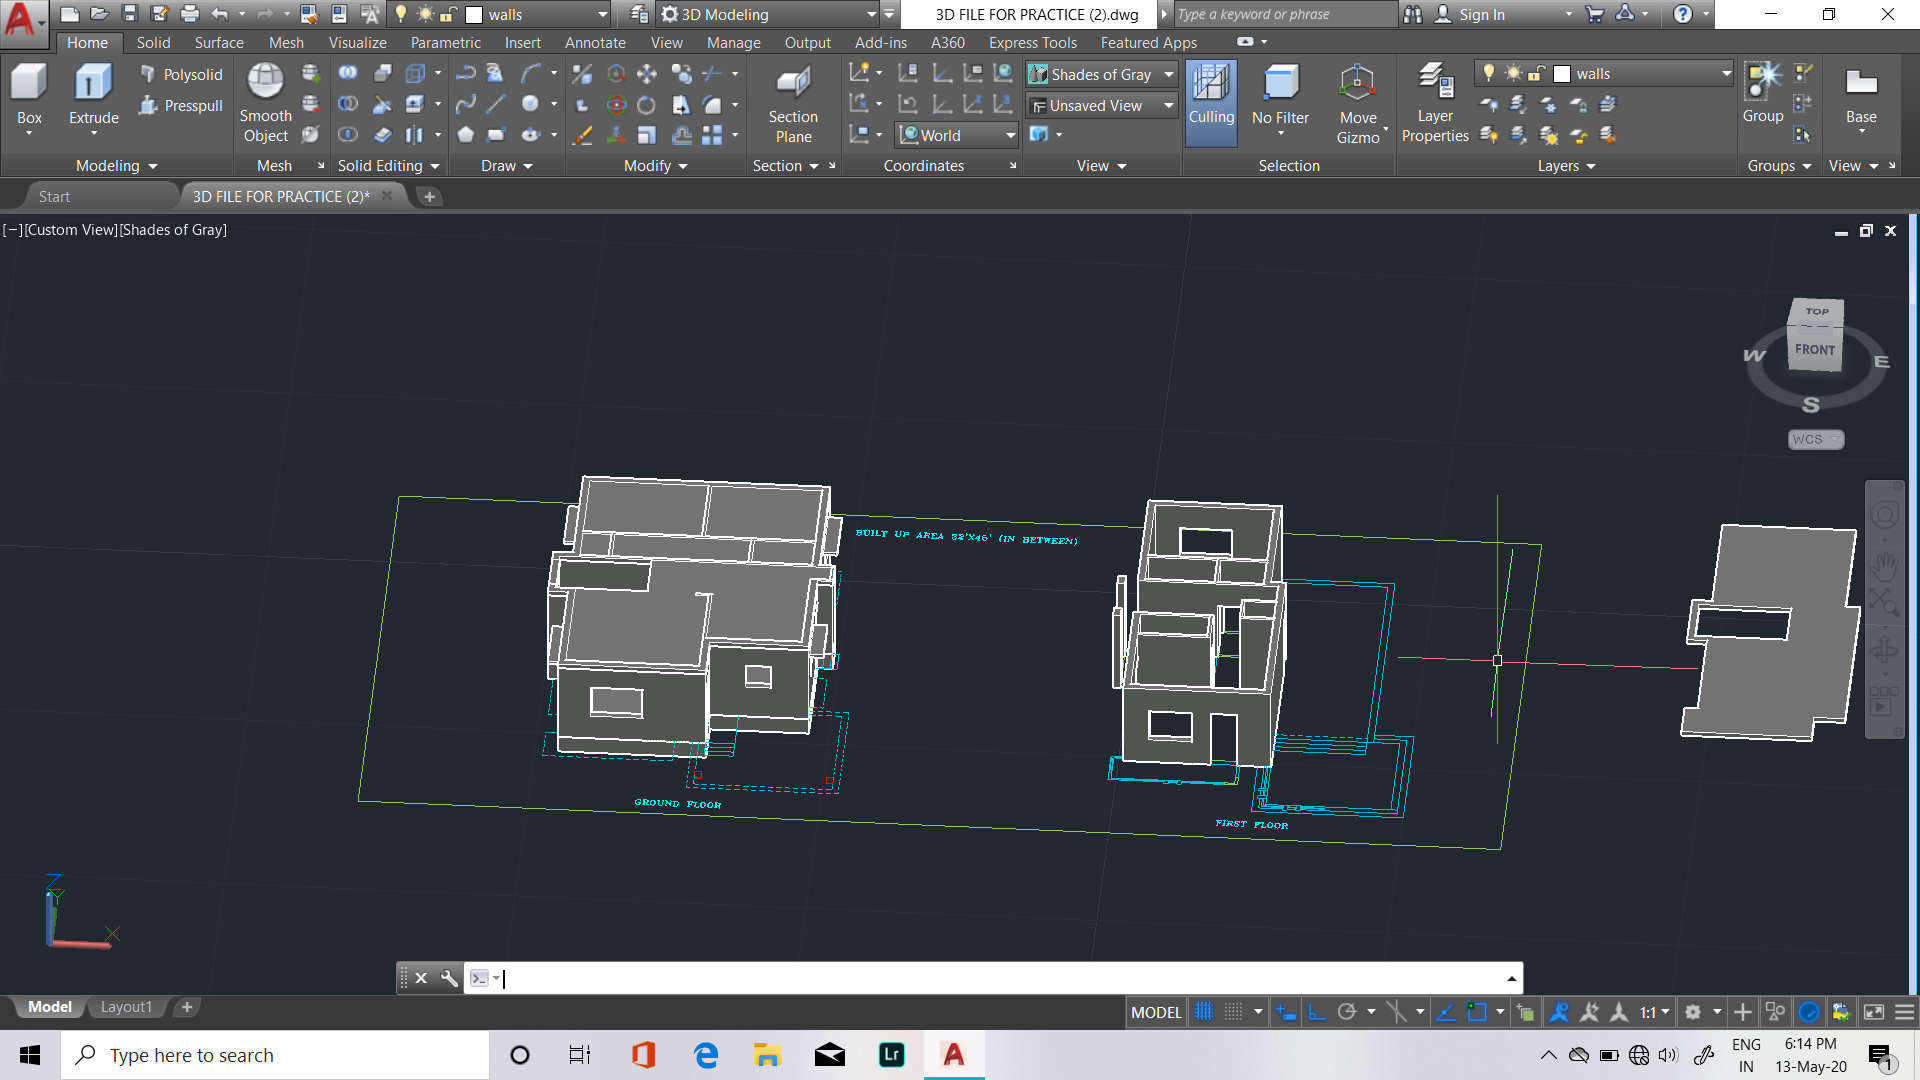 walls
3D Modeling
3D FILE FOR PRACTICE (2).dwg
Type a keyword or phrase
Sign In
Home
Solid
Surface
Mesh
Visualize
Parametric
Insert
Annotate
View
Manage
Output
Add-ins
A360
Express Tools
Featured Apps
Box
Extrude
Polysolid
Presspull
Smooth
Object
Section
Plane
World
Shades of Gray
Unsaved View
Culling
No Filter
Move
Gizmo
Layer
Properties
walls
Group
Base
Modeling
Mesh
Solid Editing
Draw
Modify
Section
Coordinates
View
Selection
Layers
Groups
View
Start
3D FILE FOR PRACTICE (2)*
[−][Custom View][Shades of Gray]
TOP
FRONT
W
E
S
WCS
BUILT UP AREA 32'X46' (IN BETWEEN)
GROUND FLOOR
FIRST FLOOR
Z
Y
X
Model
Layout1
MODEL
1:1
Type here to search
Lr
ENG
IN
6:14 PM
13-May-20
1